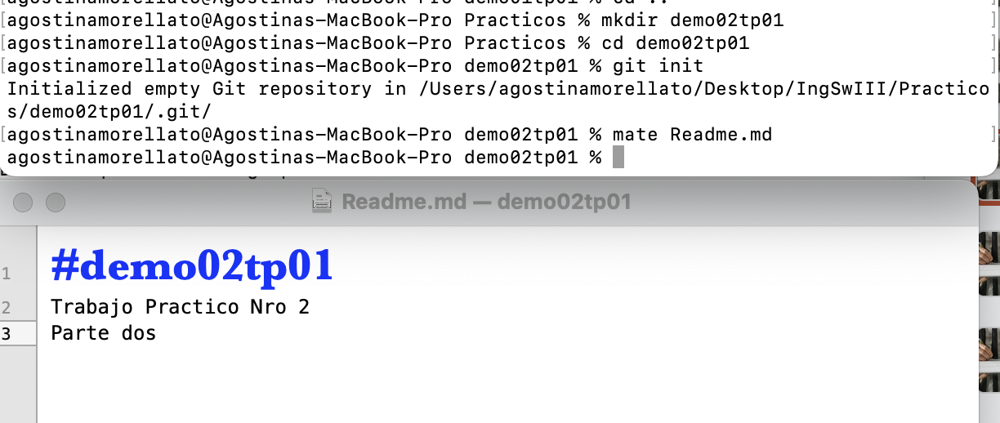 [agostinamorellato@Agostinas-MacBook-Pro Practicos % mkdir demo02tp01 ]
[agostinamorellato@Agostinas-MacBook-Pro Practicos % cd demo02tp01 ]
[agostinamorellato@Agostinas-MacBook-Pro demo02tp01 % git init ]
Initialized empty Git repository in /Users/agostinamorellato/Desktop/IngSwIII/Practico
s/demo02tp01/.git/
[agostinamorellato@Agostinas-MacBook-Pro demo02tp01 % mate Readme.md ]
agostinamorellato@Agostinas-MacBook-Pro demo02tp01 %
Readme.md — demo02tp01
1 #demo02tp01
2 Trabajo Practico Nro 2
3 Parte dos